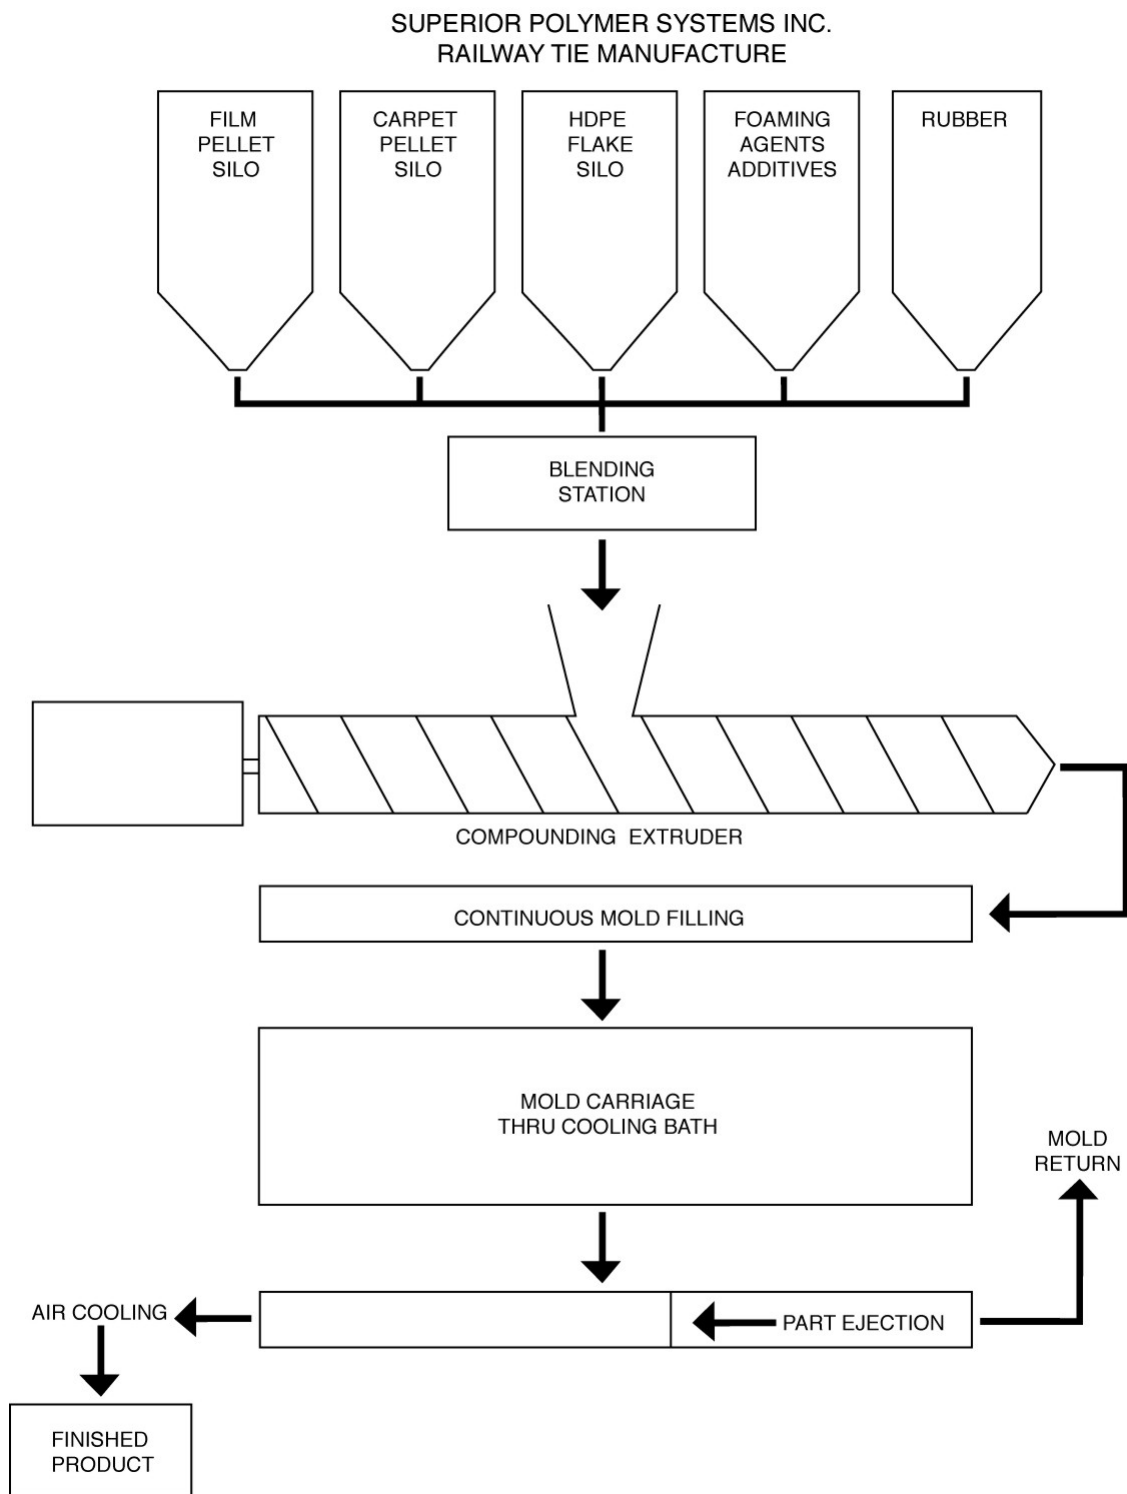 SUPERIOR POLYMER SYSTEMS INC.
RAILWAY TIE MANUFACTURE
FILM
PELLET
SILO
CARPET
PELLET
SILO
HDPE
FLAKE
SILO
FOAMING
AGENTS
ADDITIVES
RUBBER
BLENDING
STATION
COMPOUNDING EXTRUDER
CONTINUOUS MOLD FILLING
MOLD CARRIAGE
THRU COOLING BATH
MOLD
RETURN
AIR COOLING
PART EJECTION
FINISHED
PRODUCT